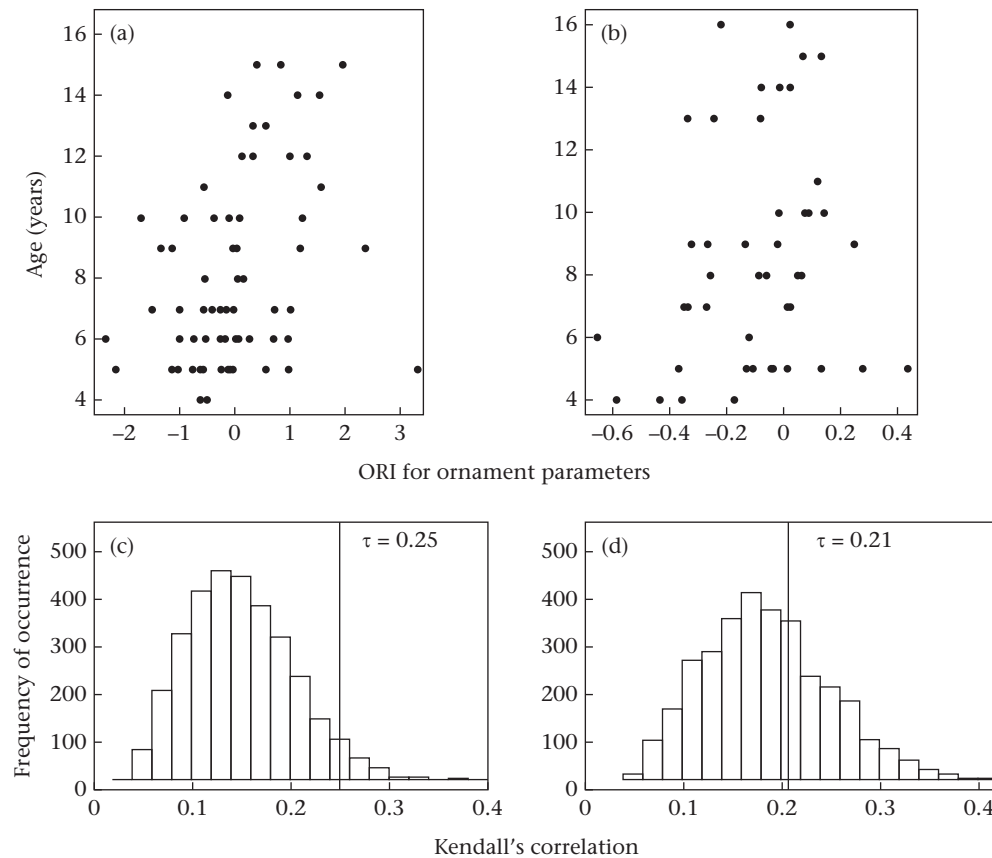 (a)
(b)
16
14
12
10
8
6
4
Age (years)
−2 −1 0 1 2 3
16
14
12
10
8
6
4
−0.6 −0.4 −0.2 0 0.2 0.4
ORI for ornament parameters
(c)
τ = 0.25
(d)
τ = 0.21
500
400
300
200
100
0
Frequency of occurrence
0 0.1 0.2 0.3 0.4
500
400
300
200
100
0
0 0.1 0.2 0.3 0.4
Kendall's correlation